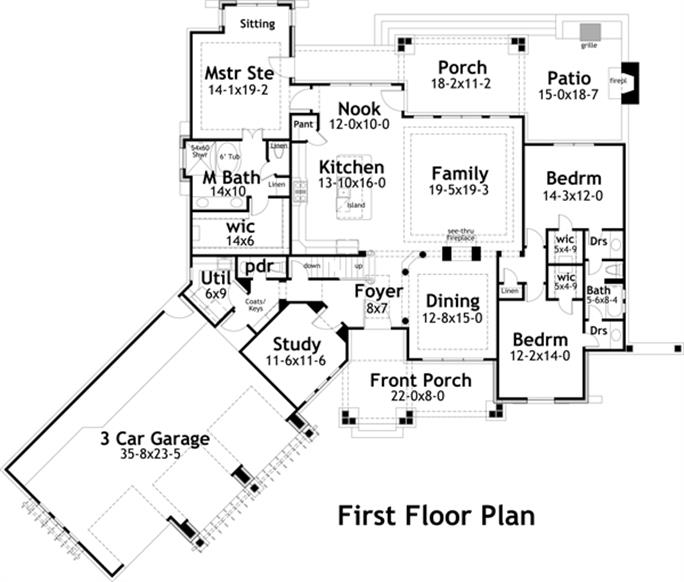 Sitting
grille
Mstr Ste
14-1x19-2
Porch
18-2x11-2
Patio
15-0x18-7
firepl
Nook
12-0x10-0
Pant
54x60
Shwr
6' Tub
Linen
M Bath
14x10
Linen
Kitchen
13-10x16-0
Island
Family
19-5x19-3
Bedrm
14-3x12-0
wic
14x6
see-thru
fireplace
wic
5x4-9
Drs
pdr
down
up
Util
6x9
Coats/
Keys
Foyer
8x7
Dining
12-8x15-0
Linen
wic
5x4-9
Bath
5-6x8-4
Drs
Study
11-6x11-6
Bedrm
12-2x14-0
Front Porch
22-0x8-0
3 Car Garage
35-8x23-5
First Floor Plan